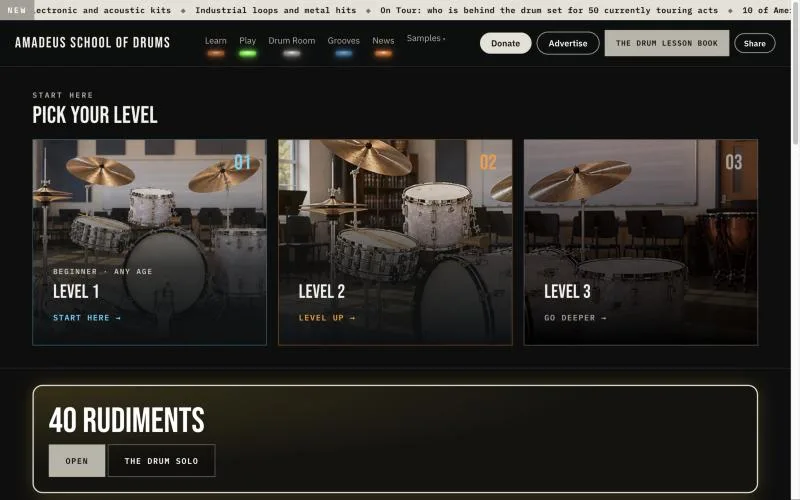 NEW
ectronic and acoustic kits ◆ Industrial loops and metal hits ◆ On Tour: who is behind the drum set for 50 currently touring acts ◆ 10 of Ame
AMADEUS SCHOOL OF DRUMS
Learn Play Drum Room Grooves News Samples
Donate Advertise THE DRUM LESSON BOOK Share
START HERE
PICK YOUR LEVEL
01
BEGINNER · ANY AGE
LEVEL 1
START HERE →
02
LEVEL 2
LEVEL UP →
03
LEVEL 3
GO DEEPER →
40 RUDIMENTS
OPEN THE DRUM SOLO